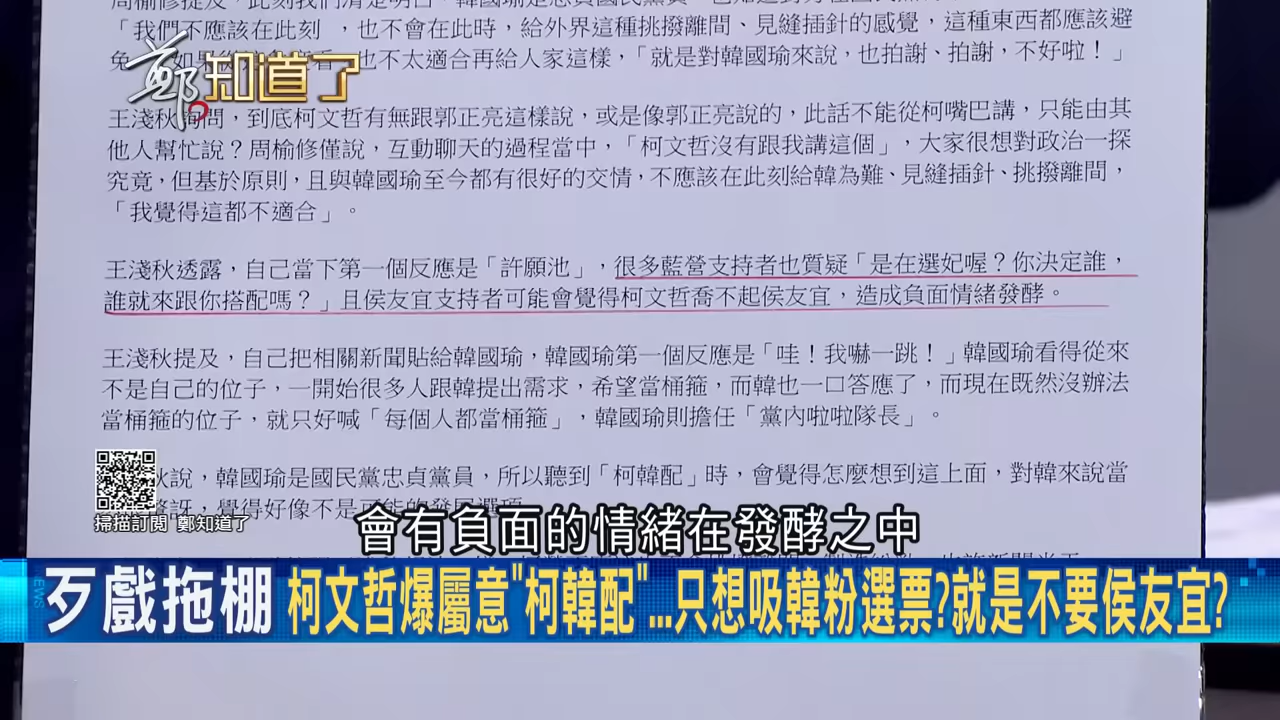 「我們不應該在此刻 ，也不會在此時，給外界這種挑撥離間、見縫插針的感覺，這種東西都應該避
也不太適合再給人家這樣，「就是對韓國瑜來說，也拍謝、拍謝，不好啦！」
鄭知道了
王淺秋詢問，到底柯文哲有無跟郭正亮這樣說，或是像郭正亮說的，此話不能從柯嘴巴講，只能由其
他人幫忙說？周榆修僅說，互動聊天的過程當中，「柯文哲沒有跟我講這個」，大家很想對政治一探
究竟，但基於原則，且與韓國瑜至今都有很好的交情，不應該在此刻給韓為難、見縫插針、挑撥離間，
「我覺得這都不適合」。
王淺秋透露，自己當下第一個反應是「許願池」，很多藍營支持者也質疑「是在選妃喔？你決定誰，
誰就來跟你搭配嗎？」且侯友宜支持者可能會覺得柯文哲喬不起侯友宜，造成負面情緒發酵。
王淺秋提及，自己把相關新聞貼給韓國瑜，韓國瑜第一個反應是「哇！我嚇一跳！」韓國瑜看得從來
不是自己的位子，一開始很多人跟韓提出需求，希望當桶箍，而韓也一口答應了，而現在既然沒辦法
當桶箍的位子，就只好喊「每個人都當桶箍」，韓國瑜則擔任「黨內啦啦隊長」。
秋說，韓國瑜是國民黨忠貞黨員，所以聽到「柯韓配」時，會覺得怎麼想到這上面，對韓來說當
訝，覺得好像不是可能的發展選項
掃描訂閱 鄭知道了
會有負面的情緒在發酵之中
NEWS
歹戲拖棚 柯文哲爆屬意"柯韓配"...只想吸韓粉選票?就是不要侯友宜?